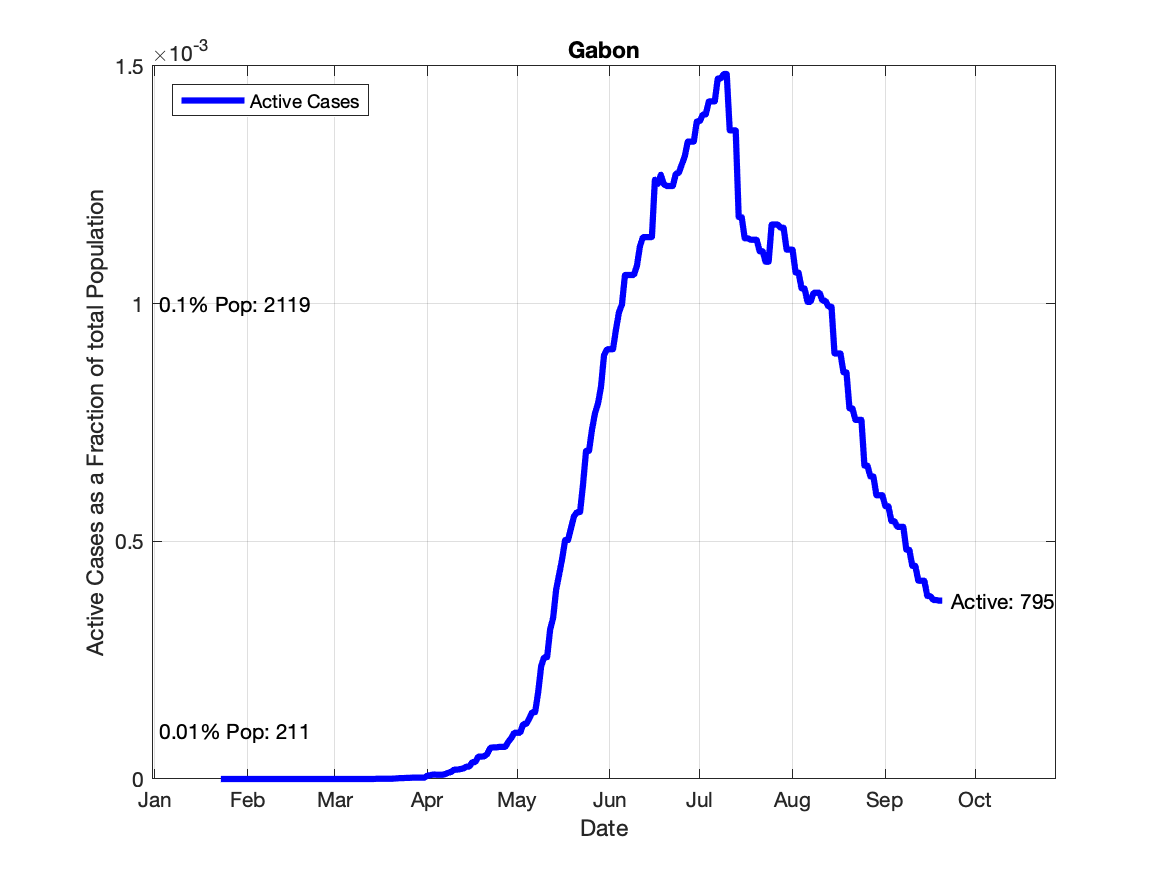 Gabon
×10-3
1.5
1
0.5
0
Active Cases
0.1% Pop: 2119
0.01% Pop: 211
Active: 795
Active Cases as a Fraction of total Population
Jan Feb Mar Apr May Jun Jul Aug Sep Oct
Date